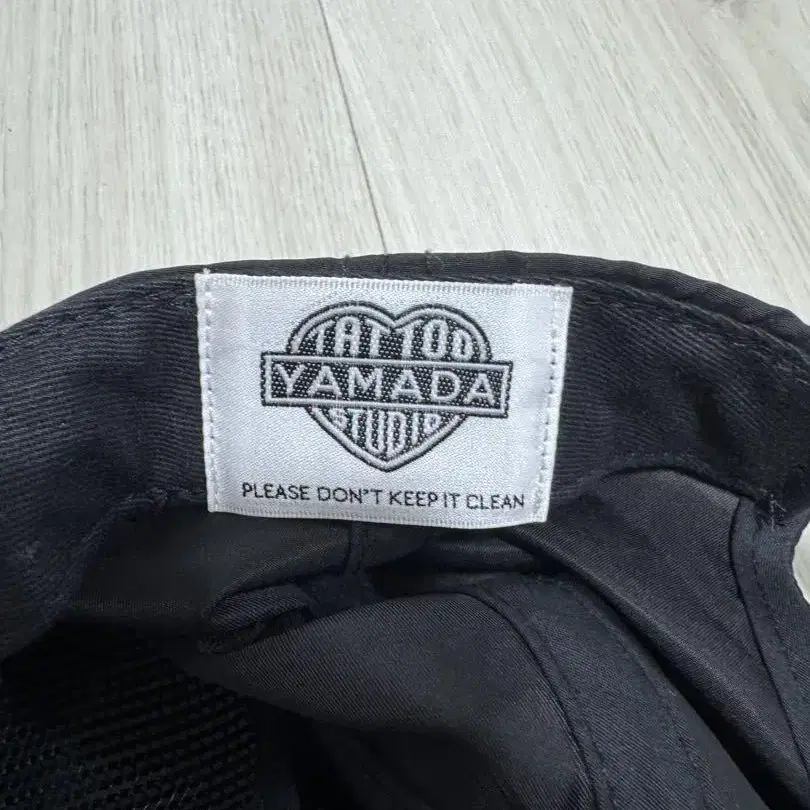 TATTOO
YAMADA
STUDIO
PLEASE DON'T KEEP IT CLEAN